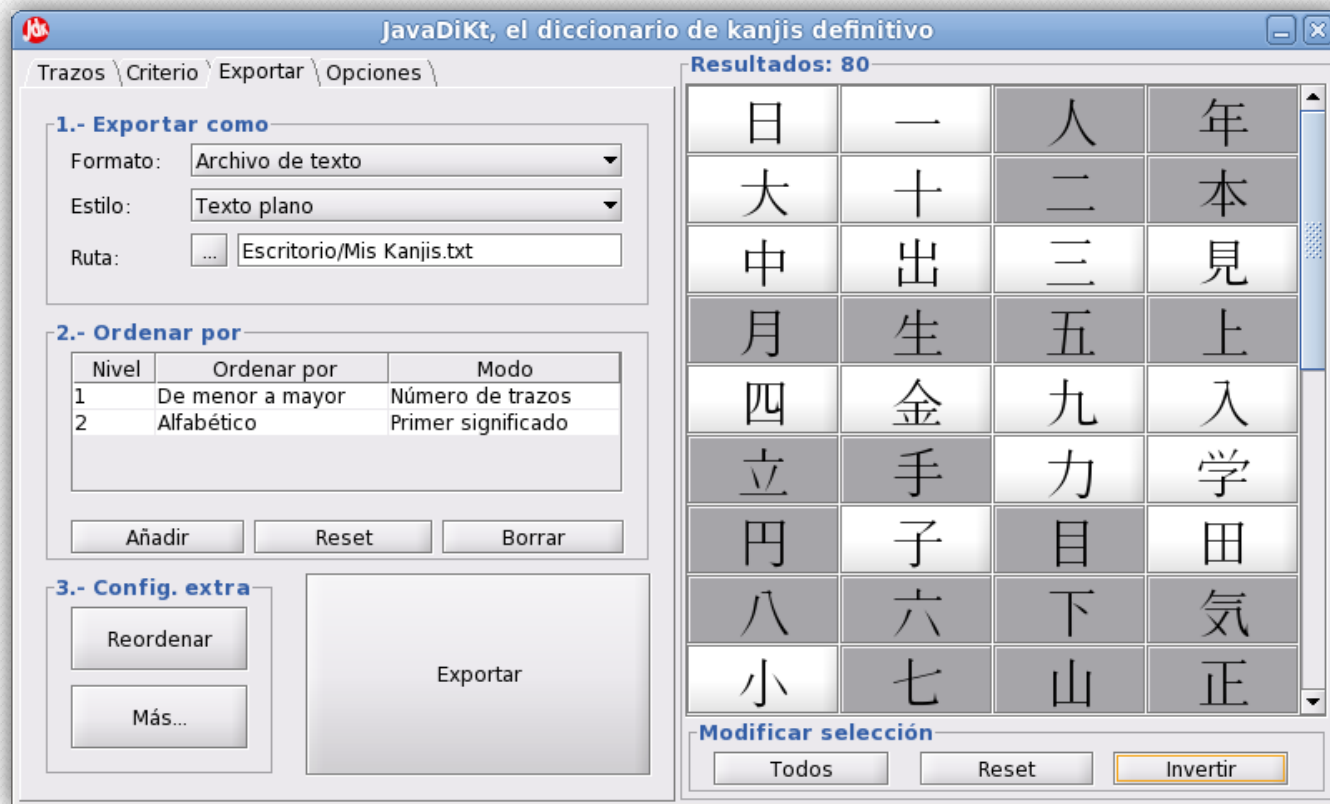 Jdk JavaDiKt, el diccionario de kanjis definitivo
Trazos Criterio Exportar Opciones
1.- Exportar como
Formato: Archivo de texto
Estilo: Texto plano
Ruta: ... Escritorio/Mis Kanjis.txt
2.- Ordenar por
Nivel Ordenar por Modo
1 De menor a mayor Número de trazos
2 Alfabético Primer significado
Añadir Reset Borrar
3.- Config. extra
Reordenar
Más...
Exportar
Resultados: 80
日 一 人 年
大 十 二 本
中 出 三 見
月 生 五 上
四 金 九 入
立 手 力 学
円 子 目 田
八 六 下 気
小 七 山 正
Modificar selección
Todos Reset Invertir